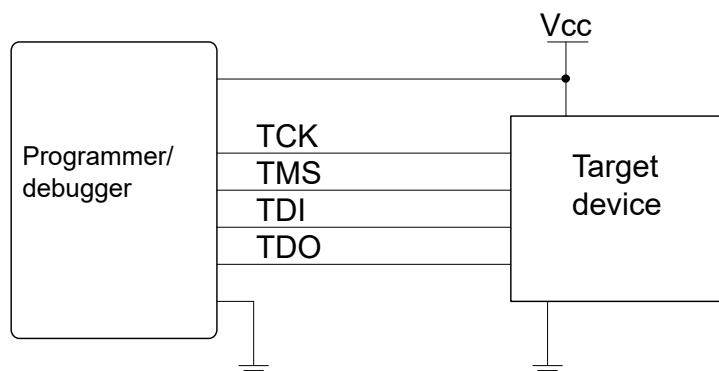 Vcc
Programmer/
debugger
TCK
TMS
TDI
TDO
Target
device